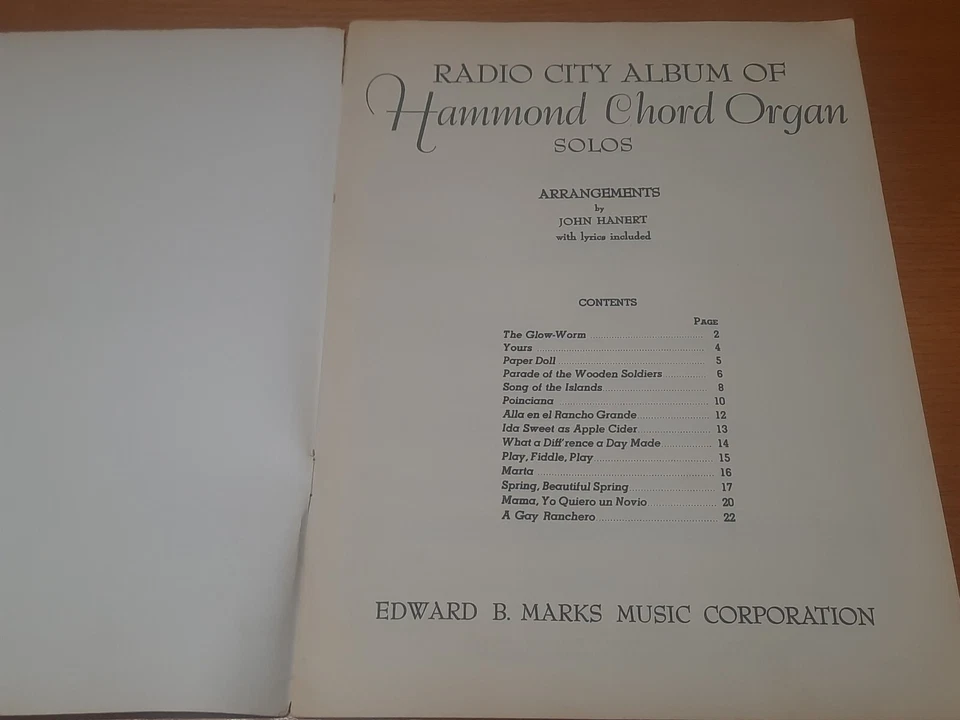 RADIO CITY ALBUM OF
Hammond Chord Organ
SOLOS
ARRANGEMENTS
by
JOHN HANERT
with lyrics included
CONTENTS
PAGE
The Glow-Worm 2
Yours 4
Paper Doll 5
Parade of the Wooden Soldiers 6
Song of the Islands 8
Poinciana 10
Alla en el Rancho Grande 12
Ida Sweet as Apple Cider 13
What a Diff'rence a Day Made 14
Play, Fiddle, Play 15
Marta 16
Spring, Beautiful Spring 17
Mama, Yo Quiero un Novio 20
A Gay Ranchero 22
EDWARD B. MARKS MUSIC CORPORATION